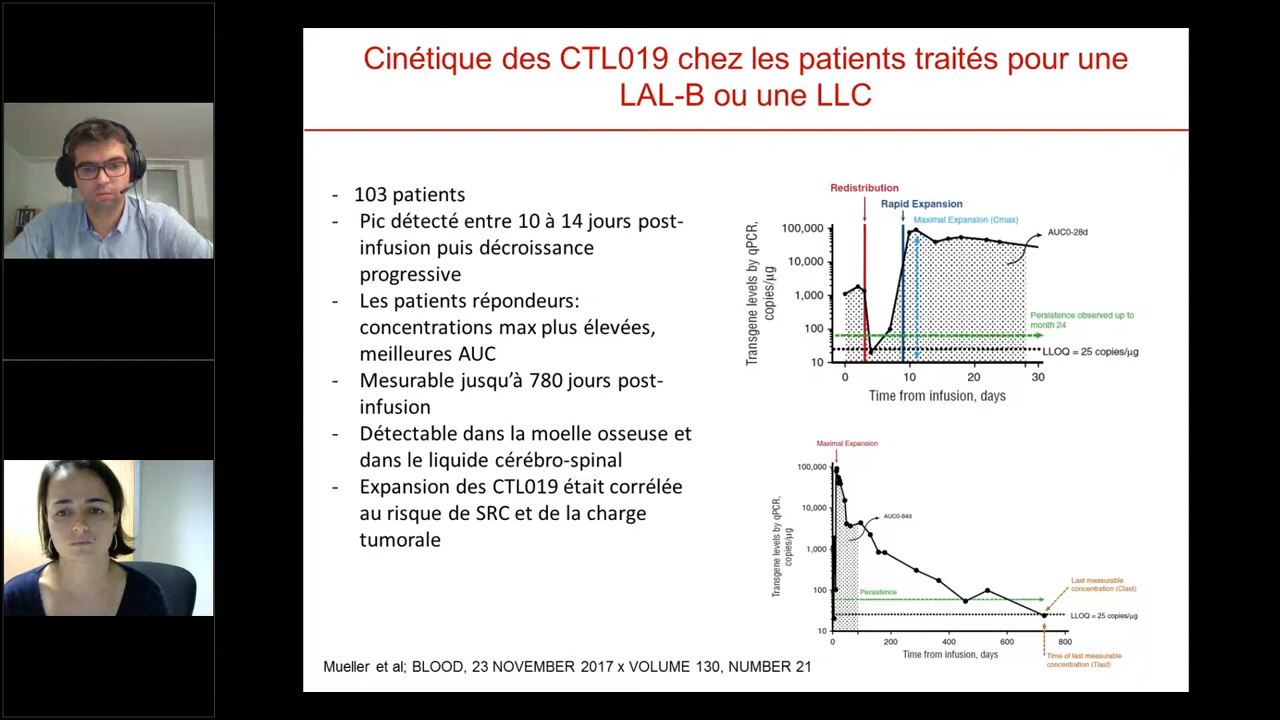 Cinétique des CTL019 chez les patients traités pour une
LAL-B ou une LLC
- 103 patients
- Pic détecté entre 10 à 14 jours post-
infusion puis décroissance
progressive
- Les patients répondeurs:
concentrations max plus élevées,
meilleures AUC
- Mesurable jusqu'à 780 jours post-
infusion
- Détectable dans la moelle osseuse et
dans le liquide cérébro-spinal
- Expansion des CTL019 était corrélée
au risque de SRC et de la charge
tumorale
Redistribution
Rapid Expansion
Maximal Expansion (Cmax)
AUC0-28d
Transgene levels by qPCR,
copies/μg
100,000
10,000
1,000
100
10
Persistence observed up to
month 24
LLOQ = 25 copies/μg
0 10 20 30
Time from infusion, days
Maximal Expansion
Transgene levels by qPCR,
copies/μg
100,000
10,000
1,000
100
10
AUC0-84d
Persistence
Last measurable
concentration (Clast)
LLOQ = 25 copies/μg
0 200 400 600 800
Time from infusion, days
Time of last measurable
concentration (Tlast)
Mueller et al; BLOOD, 23 NOVEMBER 2017 x VOLUME 130, NUMBER 21